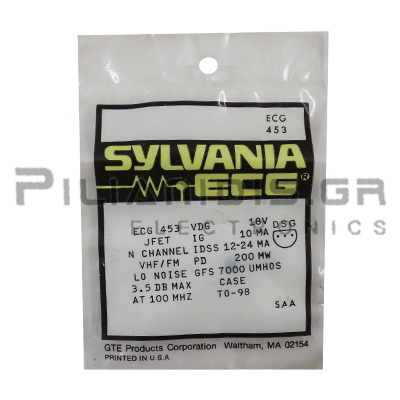 ECG
453
SYLVANIA
ECG®
PILIANIDIS.GR
ELECTRONICS
ECG 453 VDG 18V
JFET IG 10 MA DSG
N CHANNEL IDSS 12-24 MA
VHF/FM PD 200 MW
LO NOISE GFS 7000 UMHOS
3.5 DB MAX CASE
AT 100 MHZ TO-98
SAA
GTE Products Corporation Waltham, MA 02154
PRINTED IN U.S.A.